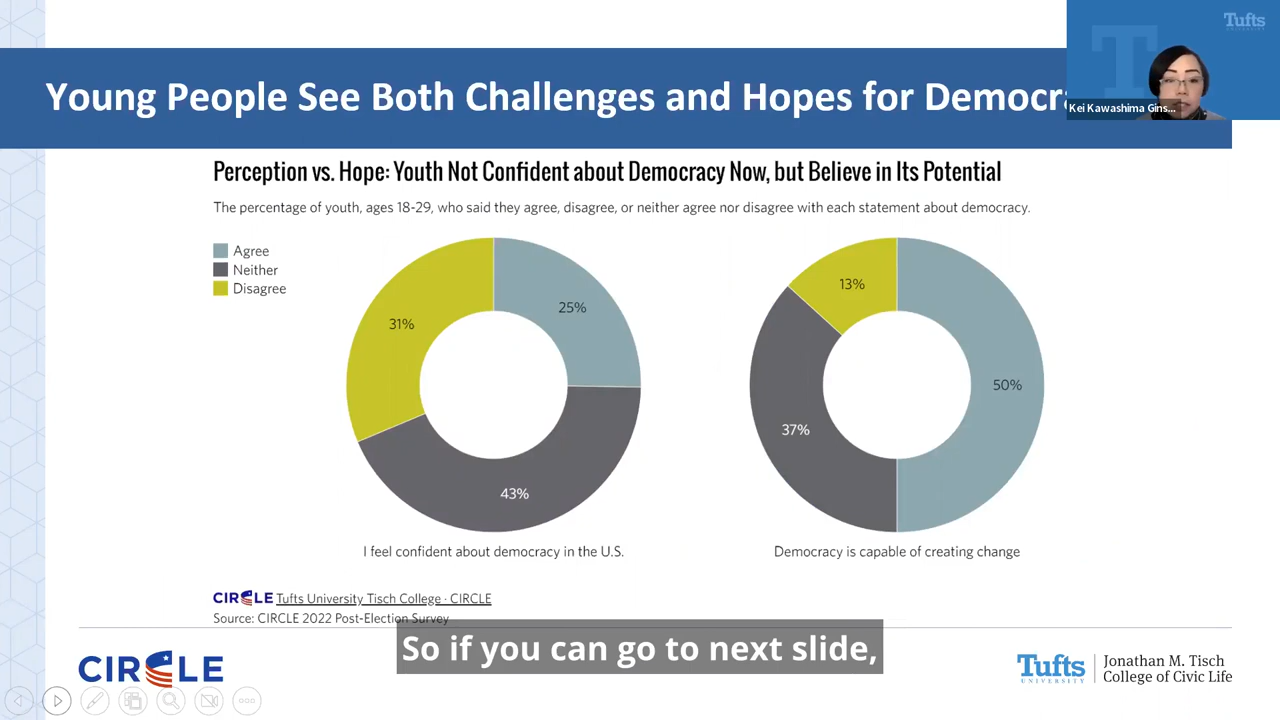 Tufts
UNIVERSITY
Young People See Both Challenges and Hopes for Democra
Kei Kawashima Gins...
Perception vs. Hope: Youth Not Confident about Democracy Now, but Believe in Its Potential
The percentage of youth, ages 18-29, who said they agree, disagree, or neither agree nor disagree with each statement about democracy.
Agree
Neither
Disagree
31%
25%
43%
I feel confident about democracy in the U.S.
13%
50%
37%
Democracy is capable of creating change
CIRCLE Tufts University Tisch College · CIRCLE
Source: CIRCLE 2022 Post-Election Survey
So if you can go to next slide,
CIRCLE
Tufts
UNIVERSITY
Jonathan M. Tisch
College of Civic Life